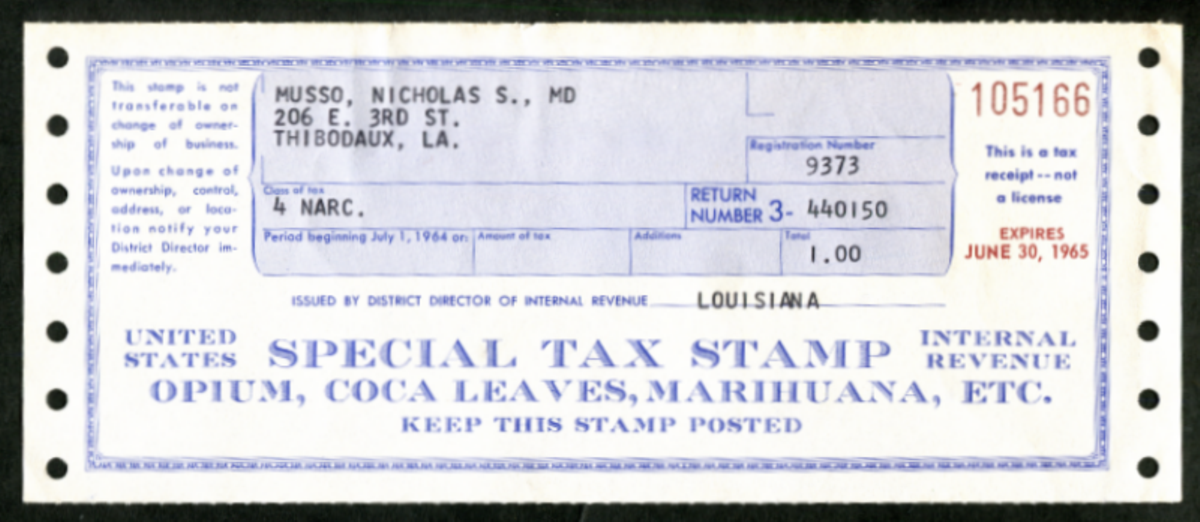 This stamp is not
transferable on
change of owner-
ship of business.
Upon change of
ownership, control,
address, or loca-
tion notify your
District Director im-
mediately.
MUSSO, NICHOLAS S., MD
206 E. 3RD ST.
THIBODAUX, LA.
Registration Number
9373
Class of tax
4 NARC.
RETURN
NUMBER 3- 440150
Period beginning July 1, 1964 or: Amount of tax Additions Total
1.00
105166
This is a tax
receipt -- not
a license
EXPIRES
JUNE 30, 1965
ISSUED BY DISTRICT DIRECTOR OF INTERNAL REVENUE LOUISIANA
UNITED
STATES
SPECIAL TAX STAMP
INTERNAL
REVENUE
OPIUM, COCA LEAVES, MARIHUANA, ETC.
KEEP THIS STAMP POSTED